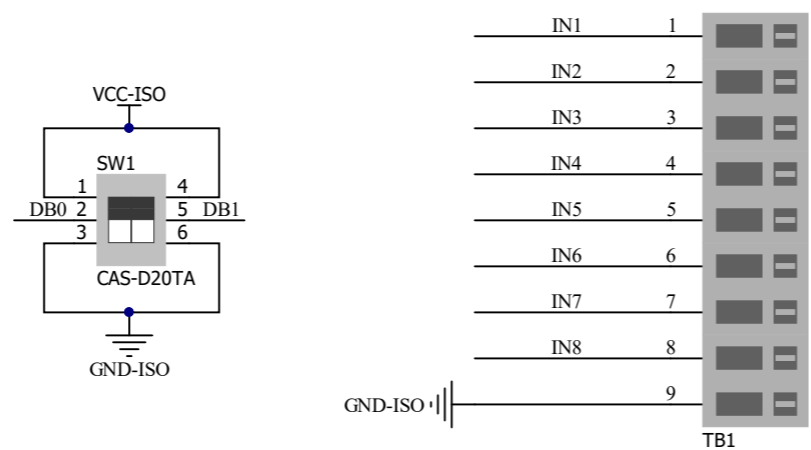 VCC-ISO
SW1
1 4
DB0 2 5 DB1
3 6
CAS-D20TA
GND-ISO
IN1 1
IN2 2
IN3 3
IN4 4
IN5 5
IN6 6
IN7 7
IN8 8
GND-ISO 9
TB1